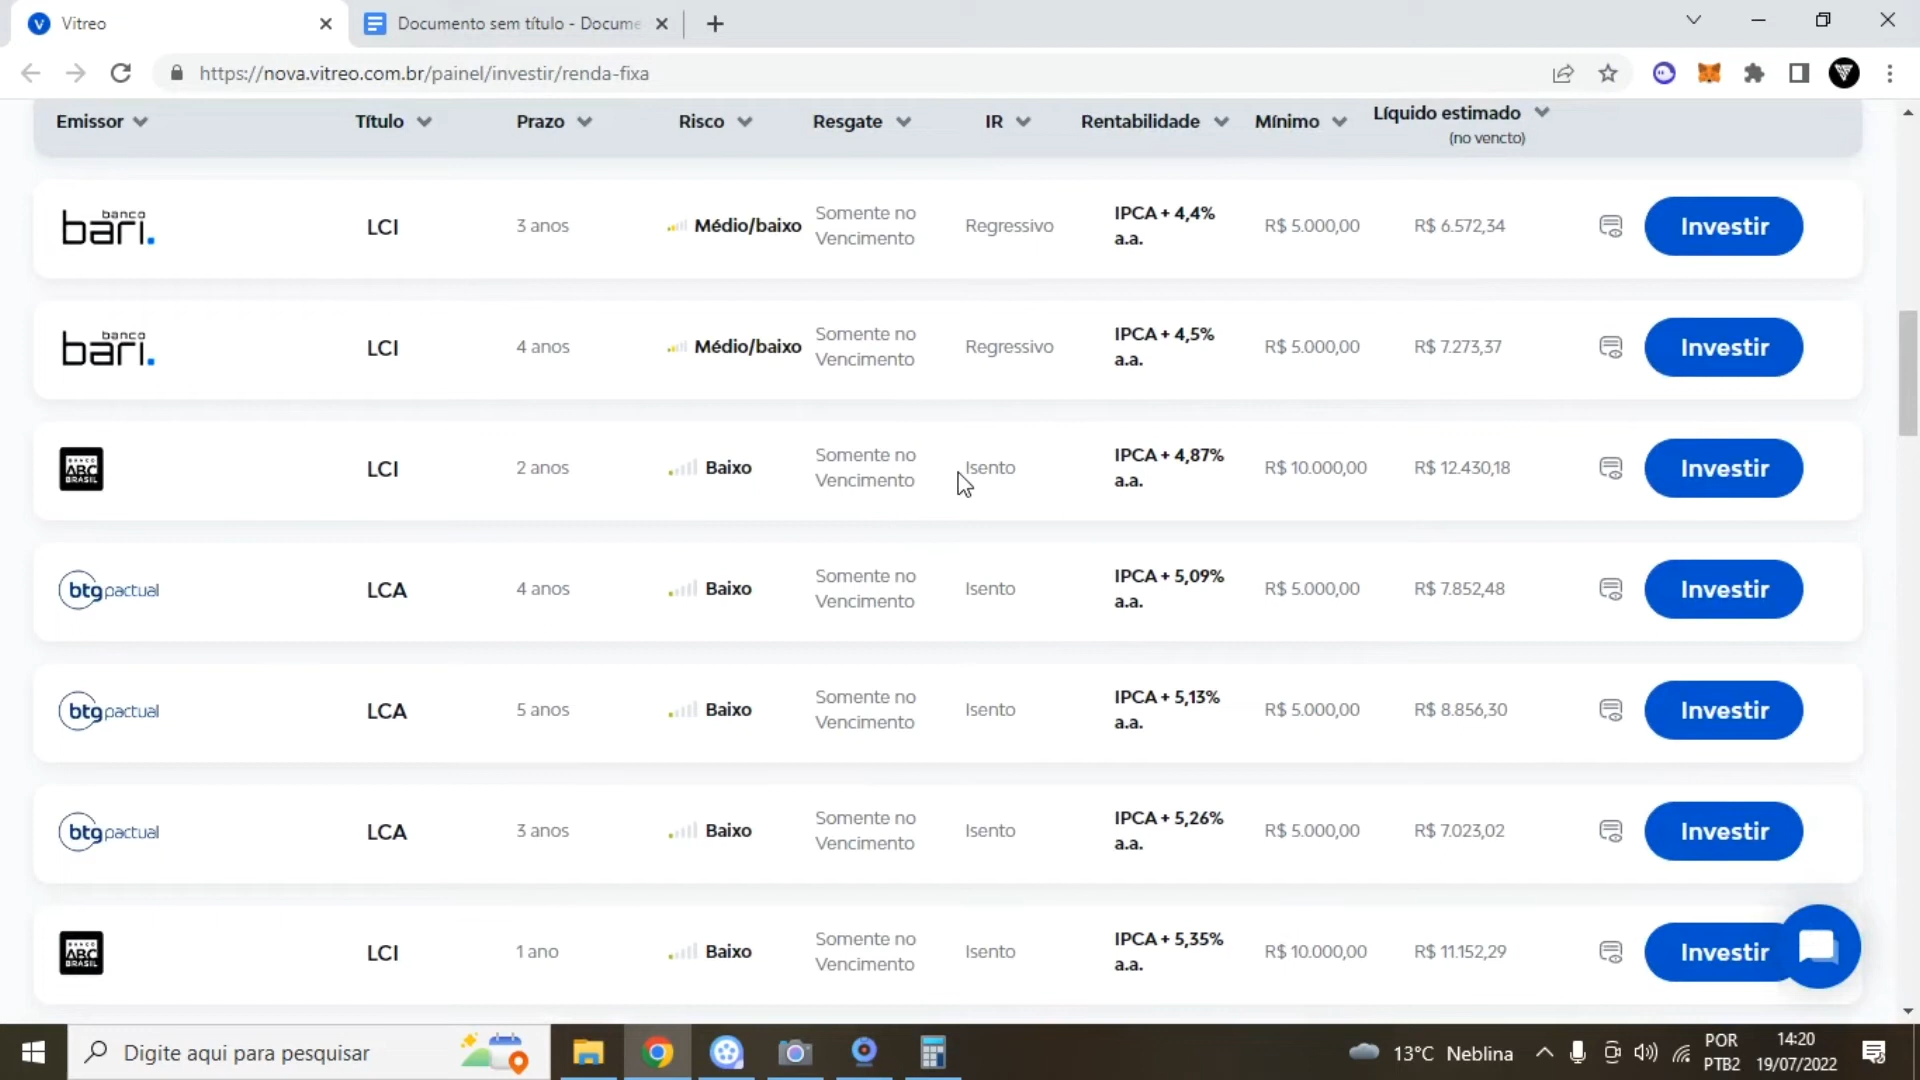 Vitreo
Documento sem título - Docume
https://nova.vitreo.com.br/painel/investir/renda-fixa
Emissor Título Prazo Risco Resgate IR Rentabilidade Mínimo Líquido estimado
(no vencto)
banco
bari.
LCI 3 anos Médio/baixo Somente no Vencimento Regressivo IPCA + 4,4% a.a. R$ 5.000,00 R$ 6.572,34 Investir
banco
bari.
LCI 4 anos Médio/baixo Somente no Vencimento Regressivo IPCA + 4,5% a.a. R$ 5.000,00 R$ 7.273,37 Investir
BANCO
ABC
BRASIL
LCI 2 anos Baixo Somente no Vencimento Isento IPCA + 4,87% a.a. R$ 10.000,00 R$ 12.430,18 Investir
btgpactual LCA 4 anos Baixo Somente no Vencimento Isento IPCA + 5,09% a.a. R$ 5.000,00 R$ 7.852,48 Investir
btgpactual LCA 5 anos Baixo Somente no Vencimento Isento IPCA + 5,13% a.a. R$ 5.000,00 R$ 8.856,30 Investir
btgpactual LCA 3 anos Baixo Somente no Vencimento Isento IPCA + 5,26% a.a. R$ 5.000,00 R$ 7.023,02 Investir
BANCO
ABC
BRASIL
LCI 1 ano Baixo Somente no Vencimento Isento IPCA + 5,35% a.a. R$ 10.000,00 R$ 11.152,29 Investir
Digite aqui para pesquisar
13°C Neblina
POR
PTB2
14:20
19/07/2022